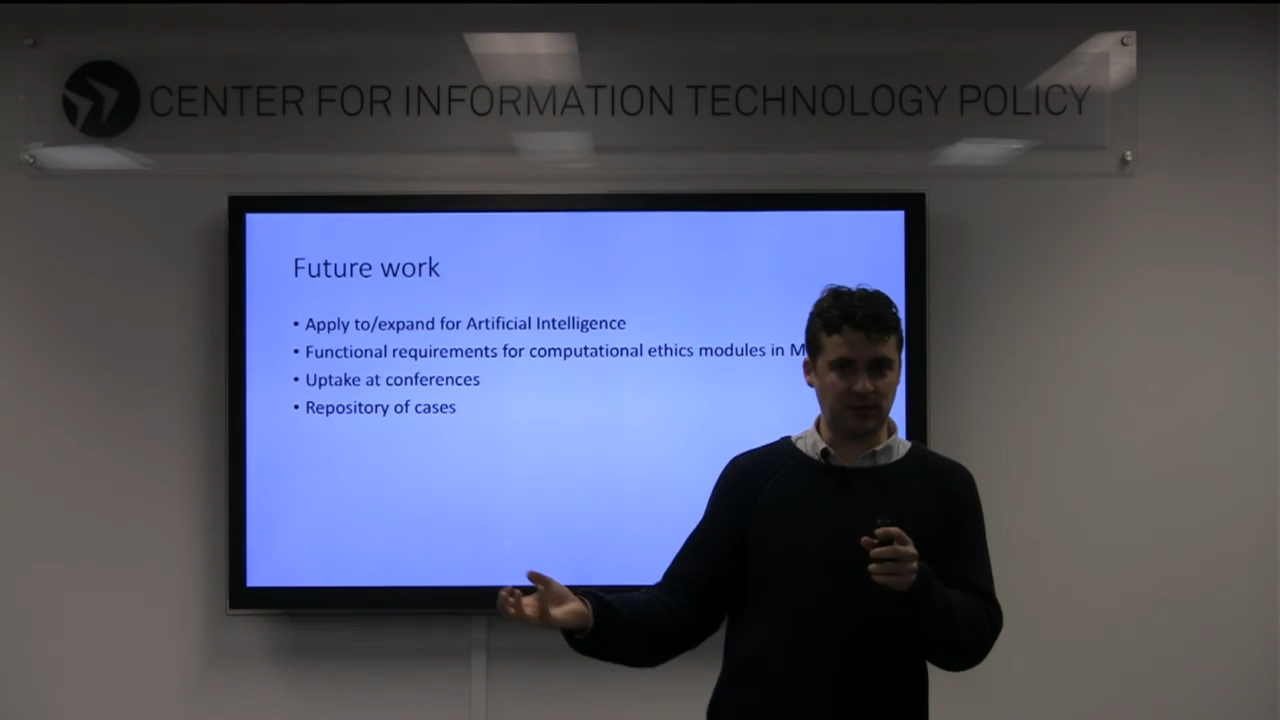 CENTER FOR INFORMATION TECHNOLOGY POLICY
Future work
• Apply to/expand for Artificial Intelligence
• Functional requirements for computational ethics modules in M
• Uptake at conferences
• Repository of cases